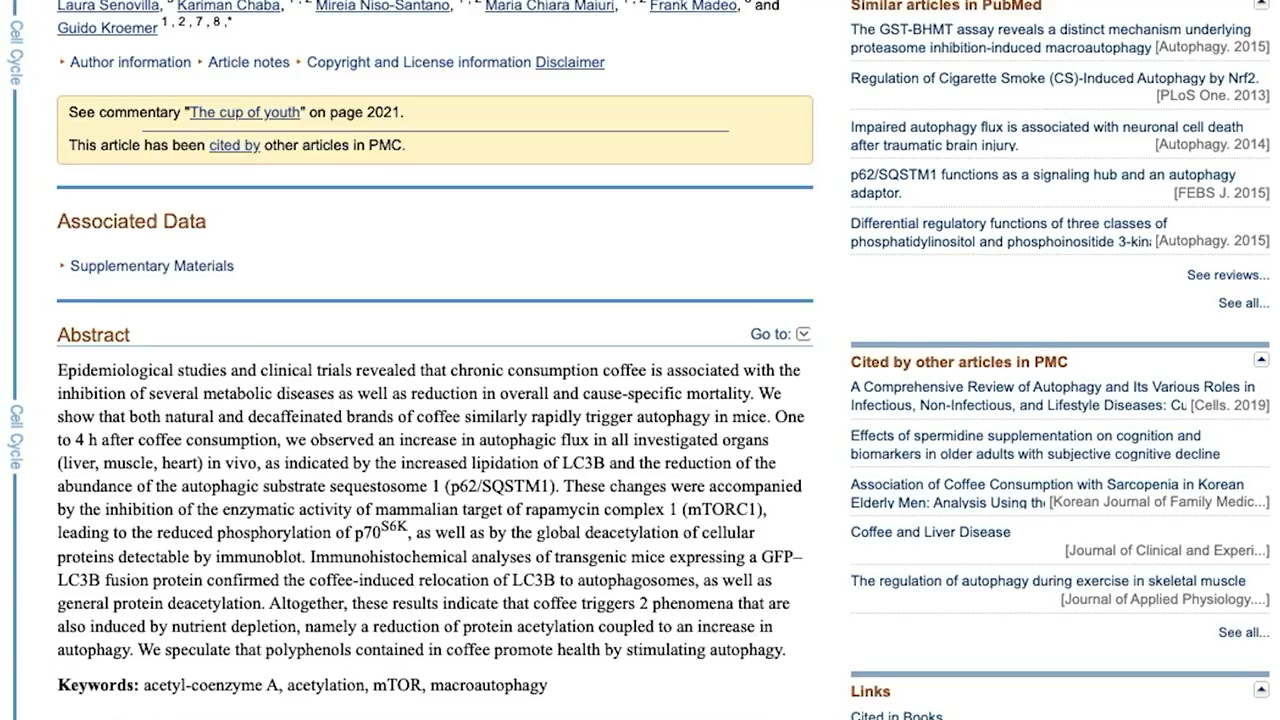 Laura Senovilla, Kariman Chaba, 1, 2 Mireia Niso-Santano, 1, 2 Maria Chiara Maiuri, 1, 2 Frank Madeo, and
Guido Kroemer 1, 2, 7, 8,*
Author information Article notes Copyright and License information Disclaimer
See commentary "The cup of youth" on page 2021.
This article has been cited by other articles in PMC.
Associated Data
Supplementary Materials
Abstract
Go to:
Epidemiological studies and clinical trials revealed that chronic consumption coffee is associated with the
inhibition of several metabolic diseases as well as reduction in overall and cause-specific mortality. We
show that both natural and decaffeinated brands of coffee similarly rapidly trigger autophagy in mice. One
to 4 h after coffee consumption, we observed an increase in autophagic flux in all investigated organs
(liver, muscle, heart) in vivo, as indicated by the increased lipidation of LC3B and the reduction of the
abundance of the autophagic substrate sequestosome 1 (p62/SQSTM1). These changes were accompanied
by the inhibition of the enzymatic activity of mammalian target of rapamycin complex 1 (mTORC1),
leading to the reduced phosphorylation of p70S6K, as well as by the global deacetylation of cellular
proteins detectable by immunoblot. Immunohistochemical analyses of transgenic mice expressing a GFP–
LC3B fusion protein confirmed the coffee-induced relocation of LC3B to autophagosomes, as well as
general protein deacetylation. Altogether, these results indicate that coffee triggers 2 phenomena that are
also induced by nutrient depletion, namely a reduction of protein acetylation coupled to an increase in
autophagy. We speculate that polyphenols contained in coffee promote health by stimulating autophagy.
Keywords: acetyl-coenzyme A, acetylation, mTOR, macroautophagy
Similar articles in PubMed
The GST-BHMT assay reveals a distinct mechanism underlying
proteasome inhibition-induced macroautophagy [Autophagy. 2015]
Regulation of Cigarette Smoke (CS)-Induced Autophagy by Nrf2.
[PLoS One. 2013]
Impaired autophagy flux is associated with neuronal cell death
after traumatic brain injury. [Autophagy. 2014]
p62/SQSTM1 functions as a signaling hub and an autophagy
adaptor. [FEBS J. 2015]
Differential regulatory functions of three classes of
phosphatidylinositol and phosphoinositide 3-kin [Autophagy. 2015]
See reviews...
See all...
Cited by other articles in PMC
A Comprehensive Review of Autophagy and Its Various Roles in
Infectious, Non-Infectious, and Lifestyle Diseases: Cu [Cells. 2019]
Effects of spermidine supplementation on cognition and
biomarkers in older adults with subjective cognitive decline
Association of Coffee Consumption with Sarcopenia in Korean
Elderly Men: Analysis Using the [Korean Journal of Family Medic...]
Coffee and Liver Disease
[Journal of Clinical and Experi...]
The regulation of autophagy during exercise in skeletal muscle
[Journal of Applied Physiology....]
See all...
Links
Cited in Books
Cell Cycle
Cell Cycle